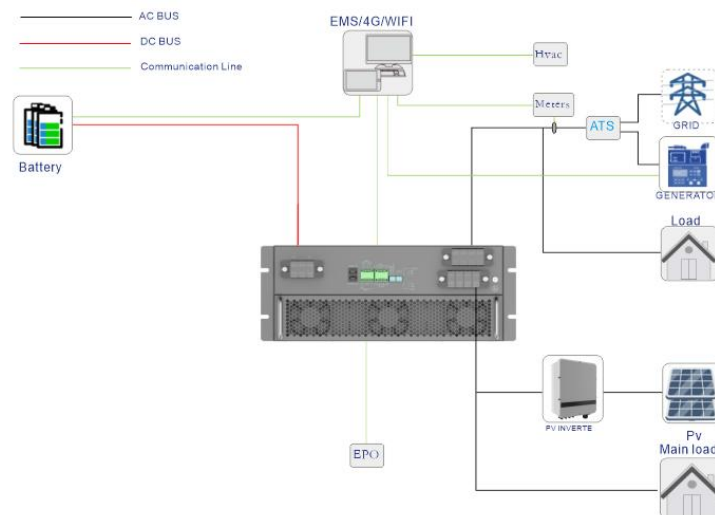 AC BUS
DC BUS
Communication Line
EMS/4G/WIFI
Hvac
Meters
ATS
GRID
GENERATOR
Battery
Load
PV INVERTE
Pv
Main load
EPO